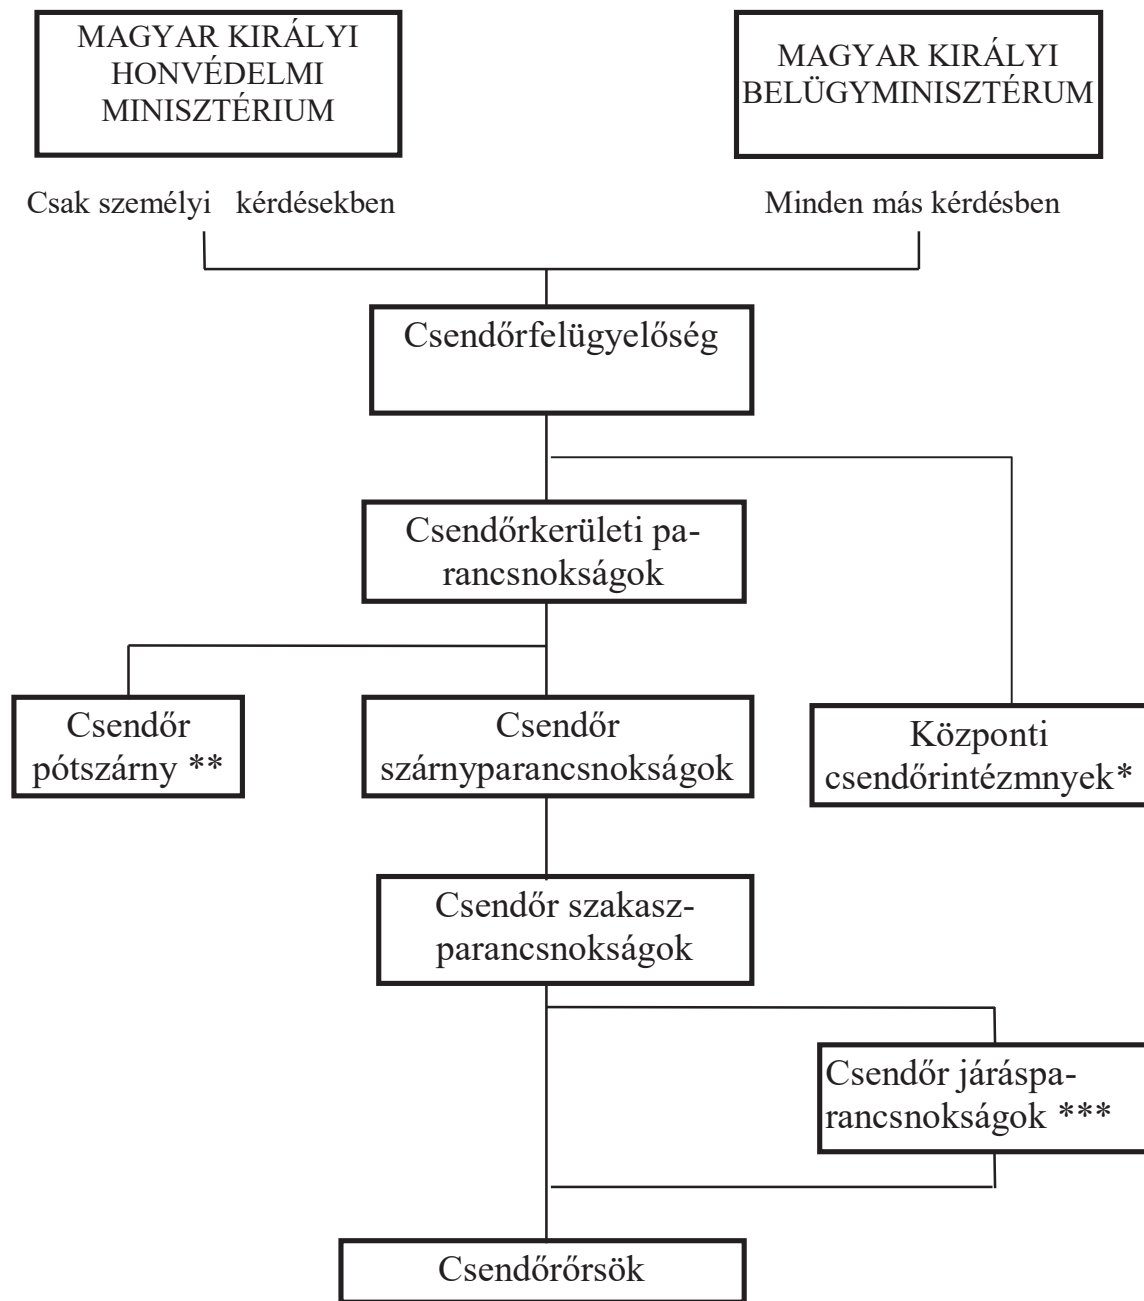 MAGYAR KIRÁLYI
HONVÉDELMI
MINISZTÉRIUM
MAGYAR KIRÁLYI
BELÜGYMINISZTÉRUM
Csak személyi kérdésekben
Minden más kérdésben
Csendőrfelügyelőség
Csendőrkerületi pa-
rancsnokságok
Csendőr
pótszárny **
Csendőr
szárnyparancsnokságok
Központi
csendőrintézmnyek*
Csendőr szakasz-
parancsnokságok
Csendőr járáspa-
rancsnokságok ***
Csendőrőrsök